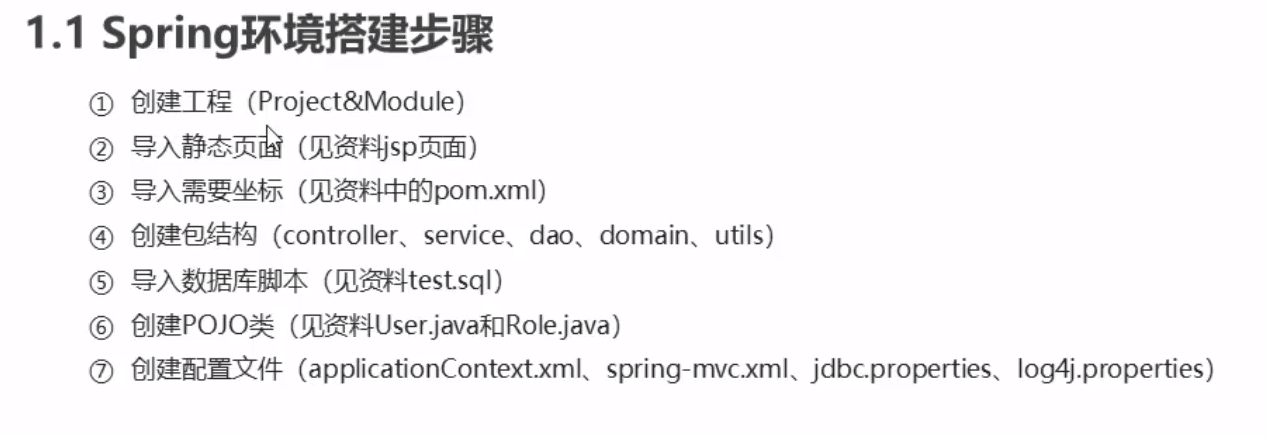 1.1 Spring环境搭建步骤
① 创建工程（Project&Module）
② 导入静态页面（见资料jsp页面）
③ 导入需要坐标（见资料中的pom.xml）
④ 创建包结构（controller、service、dao、domain、utils）
⑤ 导入数据库脚本（见资料test.sql）
⑥ 创建POJO类（见资料User.java和Role.java）
⑦ 创建配置文件（applicationContext.xml、spring-mvc.xml、jdbc.properties、log4j.properties）